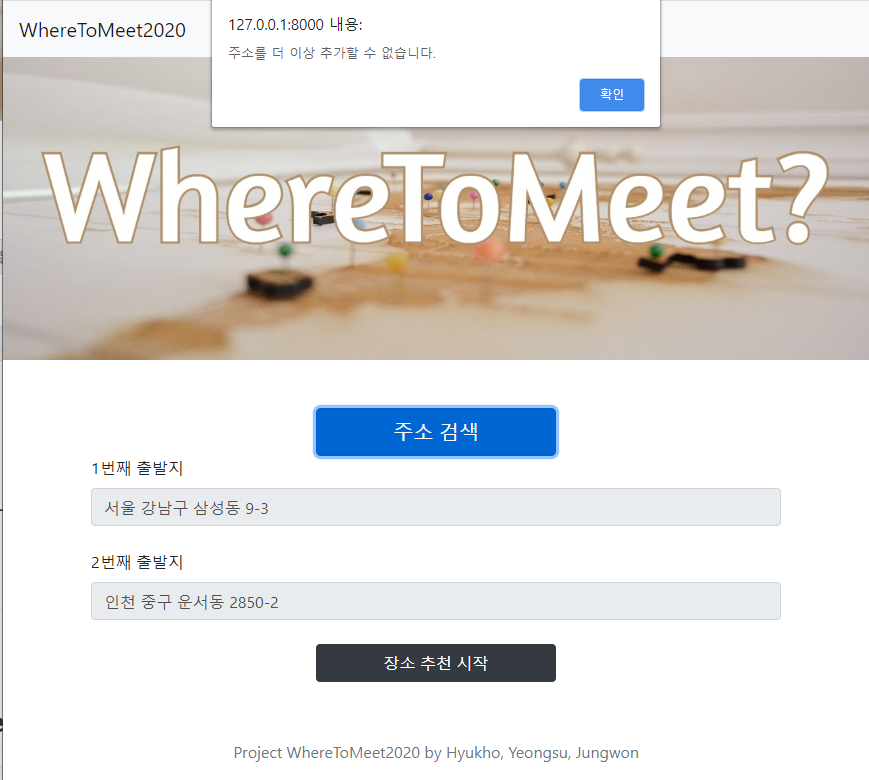 WhereToMeet2020
127.0.0.1:8000 내용:
주소를 더 이상 추가할 수 없습니다.
확인
WhereToMeet?
주소 검색
1번째 출발지
서울 강남구 삼성동 9-3
2번째 출발지
인천 중구 운서동 2850-2
장소 추천 시작
Project WhereToMeet2020 by Hyukho, Yeongsu, Jungwon